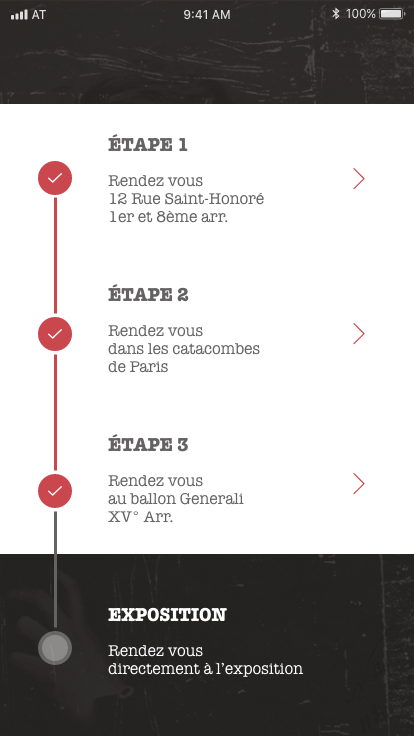 AT 9:41 AM 100%
ÉTAPE 1
Rendez vous
12 Rue Saint-Honoré
1er et 8ème arr.
ÉTAPE 2
Rendez vous
dans les catacombes
de Paris
ÉTAPE 3
Rendez vous
au ballon Generali
XV° Arr.
EXPOSITION
Rendez vous
directement à l'exposition